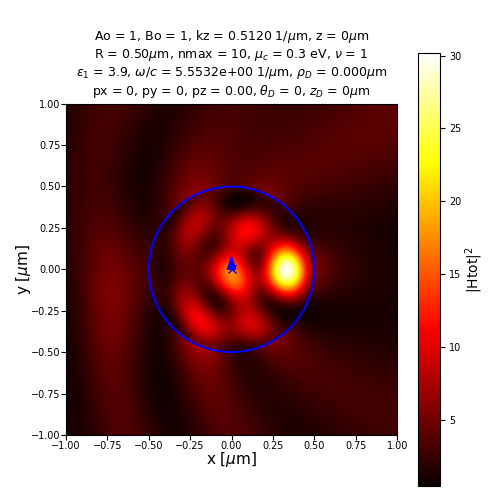 Ao = 1, Bo = 1, kz = 0.5120 1/μm, z = 0μm
R = 0.50μm, nmax = 10, μc = 0.3 eV, ν = 1
ε1 = 3.9, ω/c = 5.5532e+00 1/μm, ρD = 0.000μm
px = 0, py = 0, pz = 0.00, θD = 0, zD = 0μm
1.00
0.75
0.50
0.25
0.00
−0.25
−0.50
−0.75
−1.00
y [μm]
−1.00 −0.75 −0.50 −0.25 0.00 0.25 0.50 0.75 1.00
x [μm]
30
25
20
15
10
5
|Htot|²